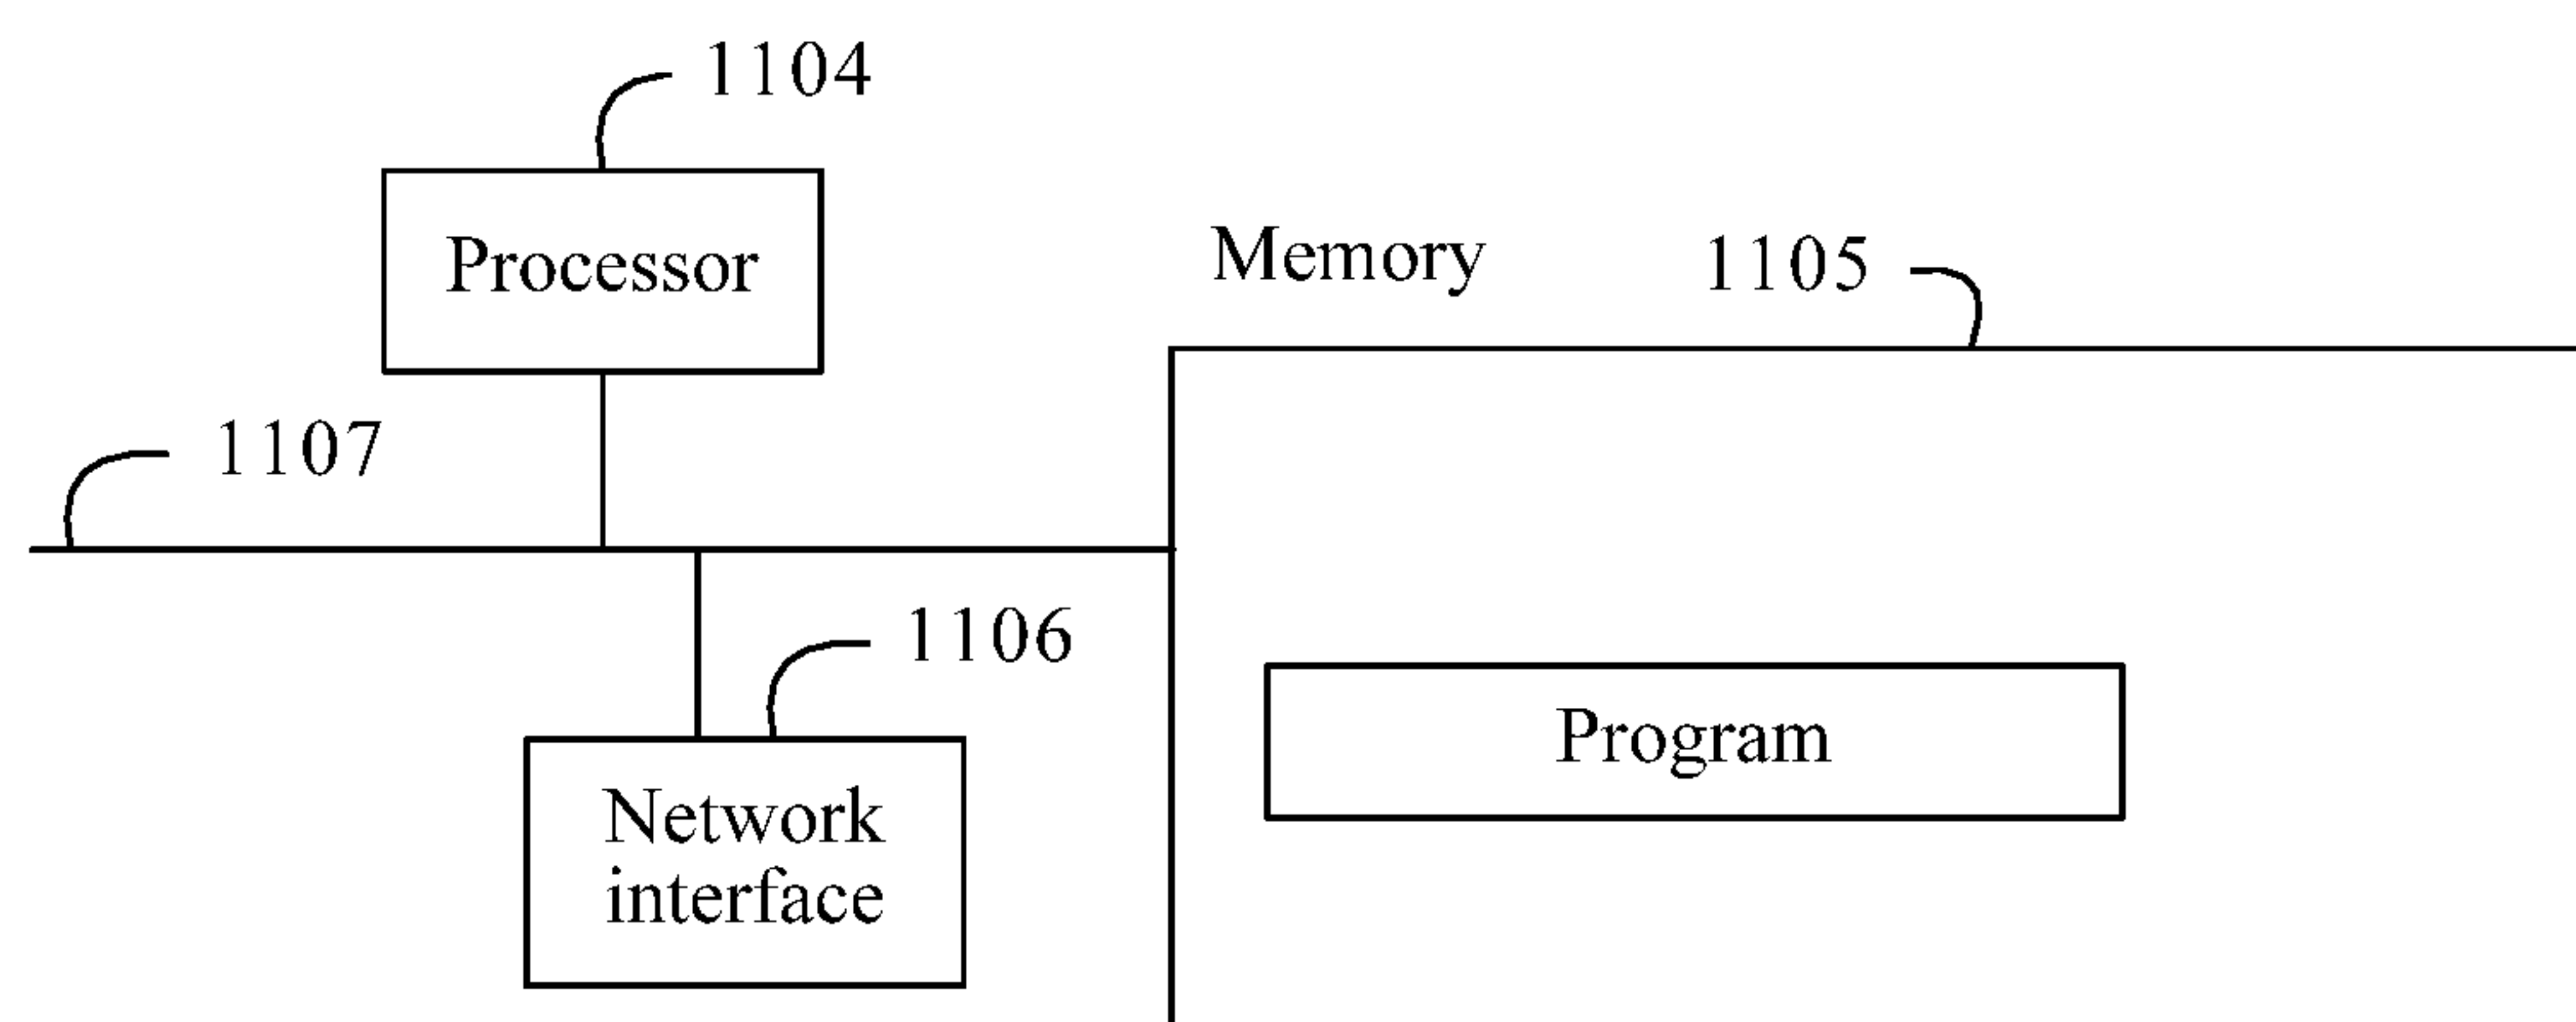 1104
Processor
Memory
1105
1107
1106
Program
Network
interface